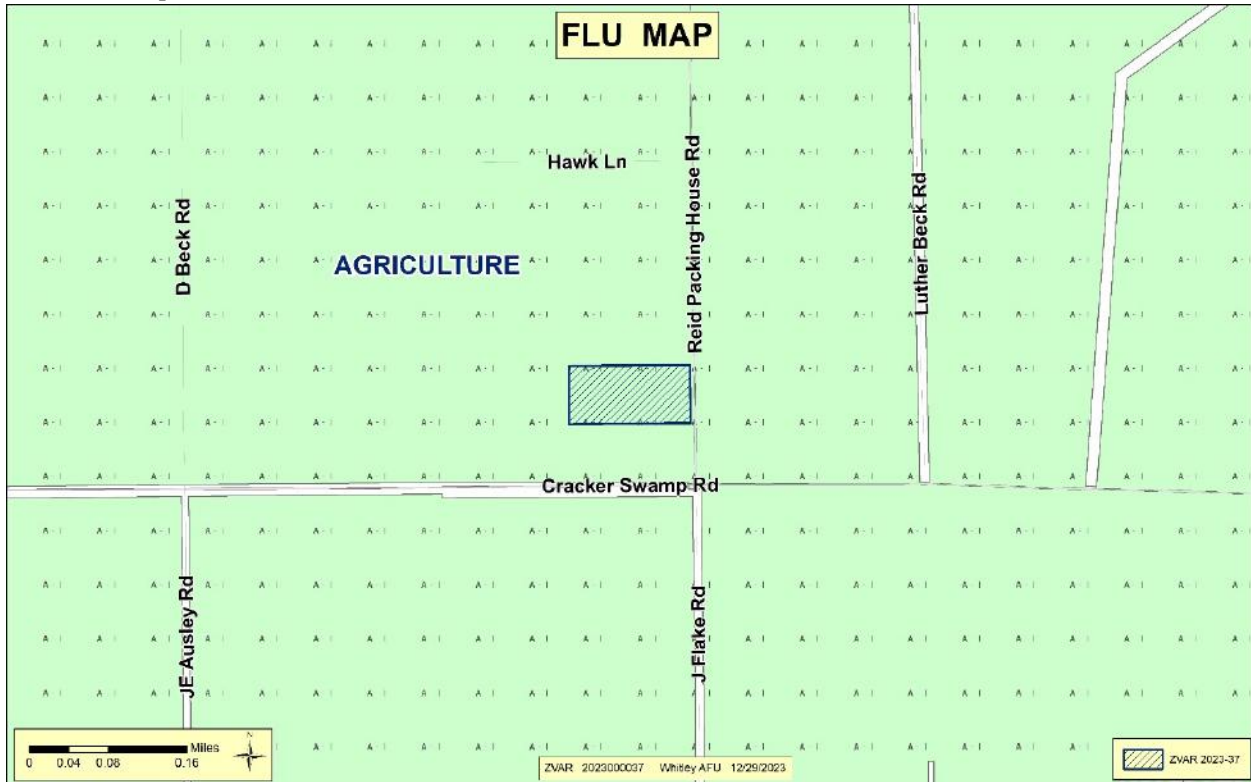 FLU MAP
Hawk Ln
D Beck Rd
Reid Packing House Rd
Luther Beck Rd
AGRICULTURE
Cracker Swamp Rd
JE Ausley Rd
J Flake Rd
Miles
0 0.04 0.08 0.16
N
ZVAR 2023000037 Whitley AFU 12/29/2023
ZVAR 2023-37